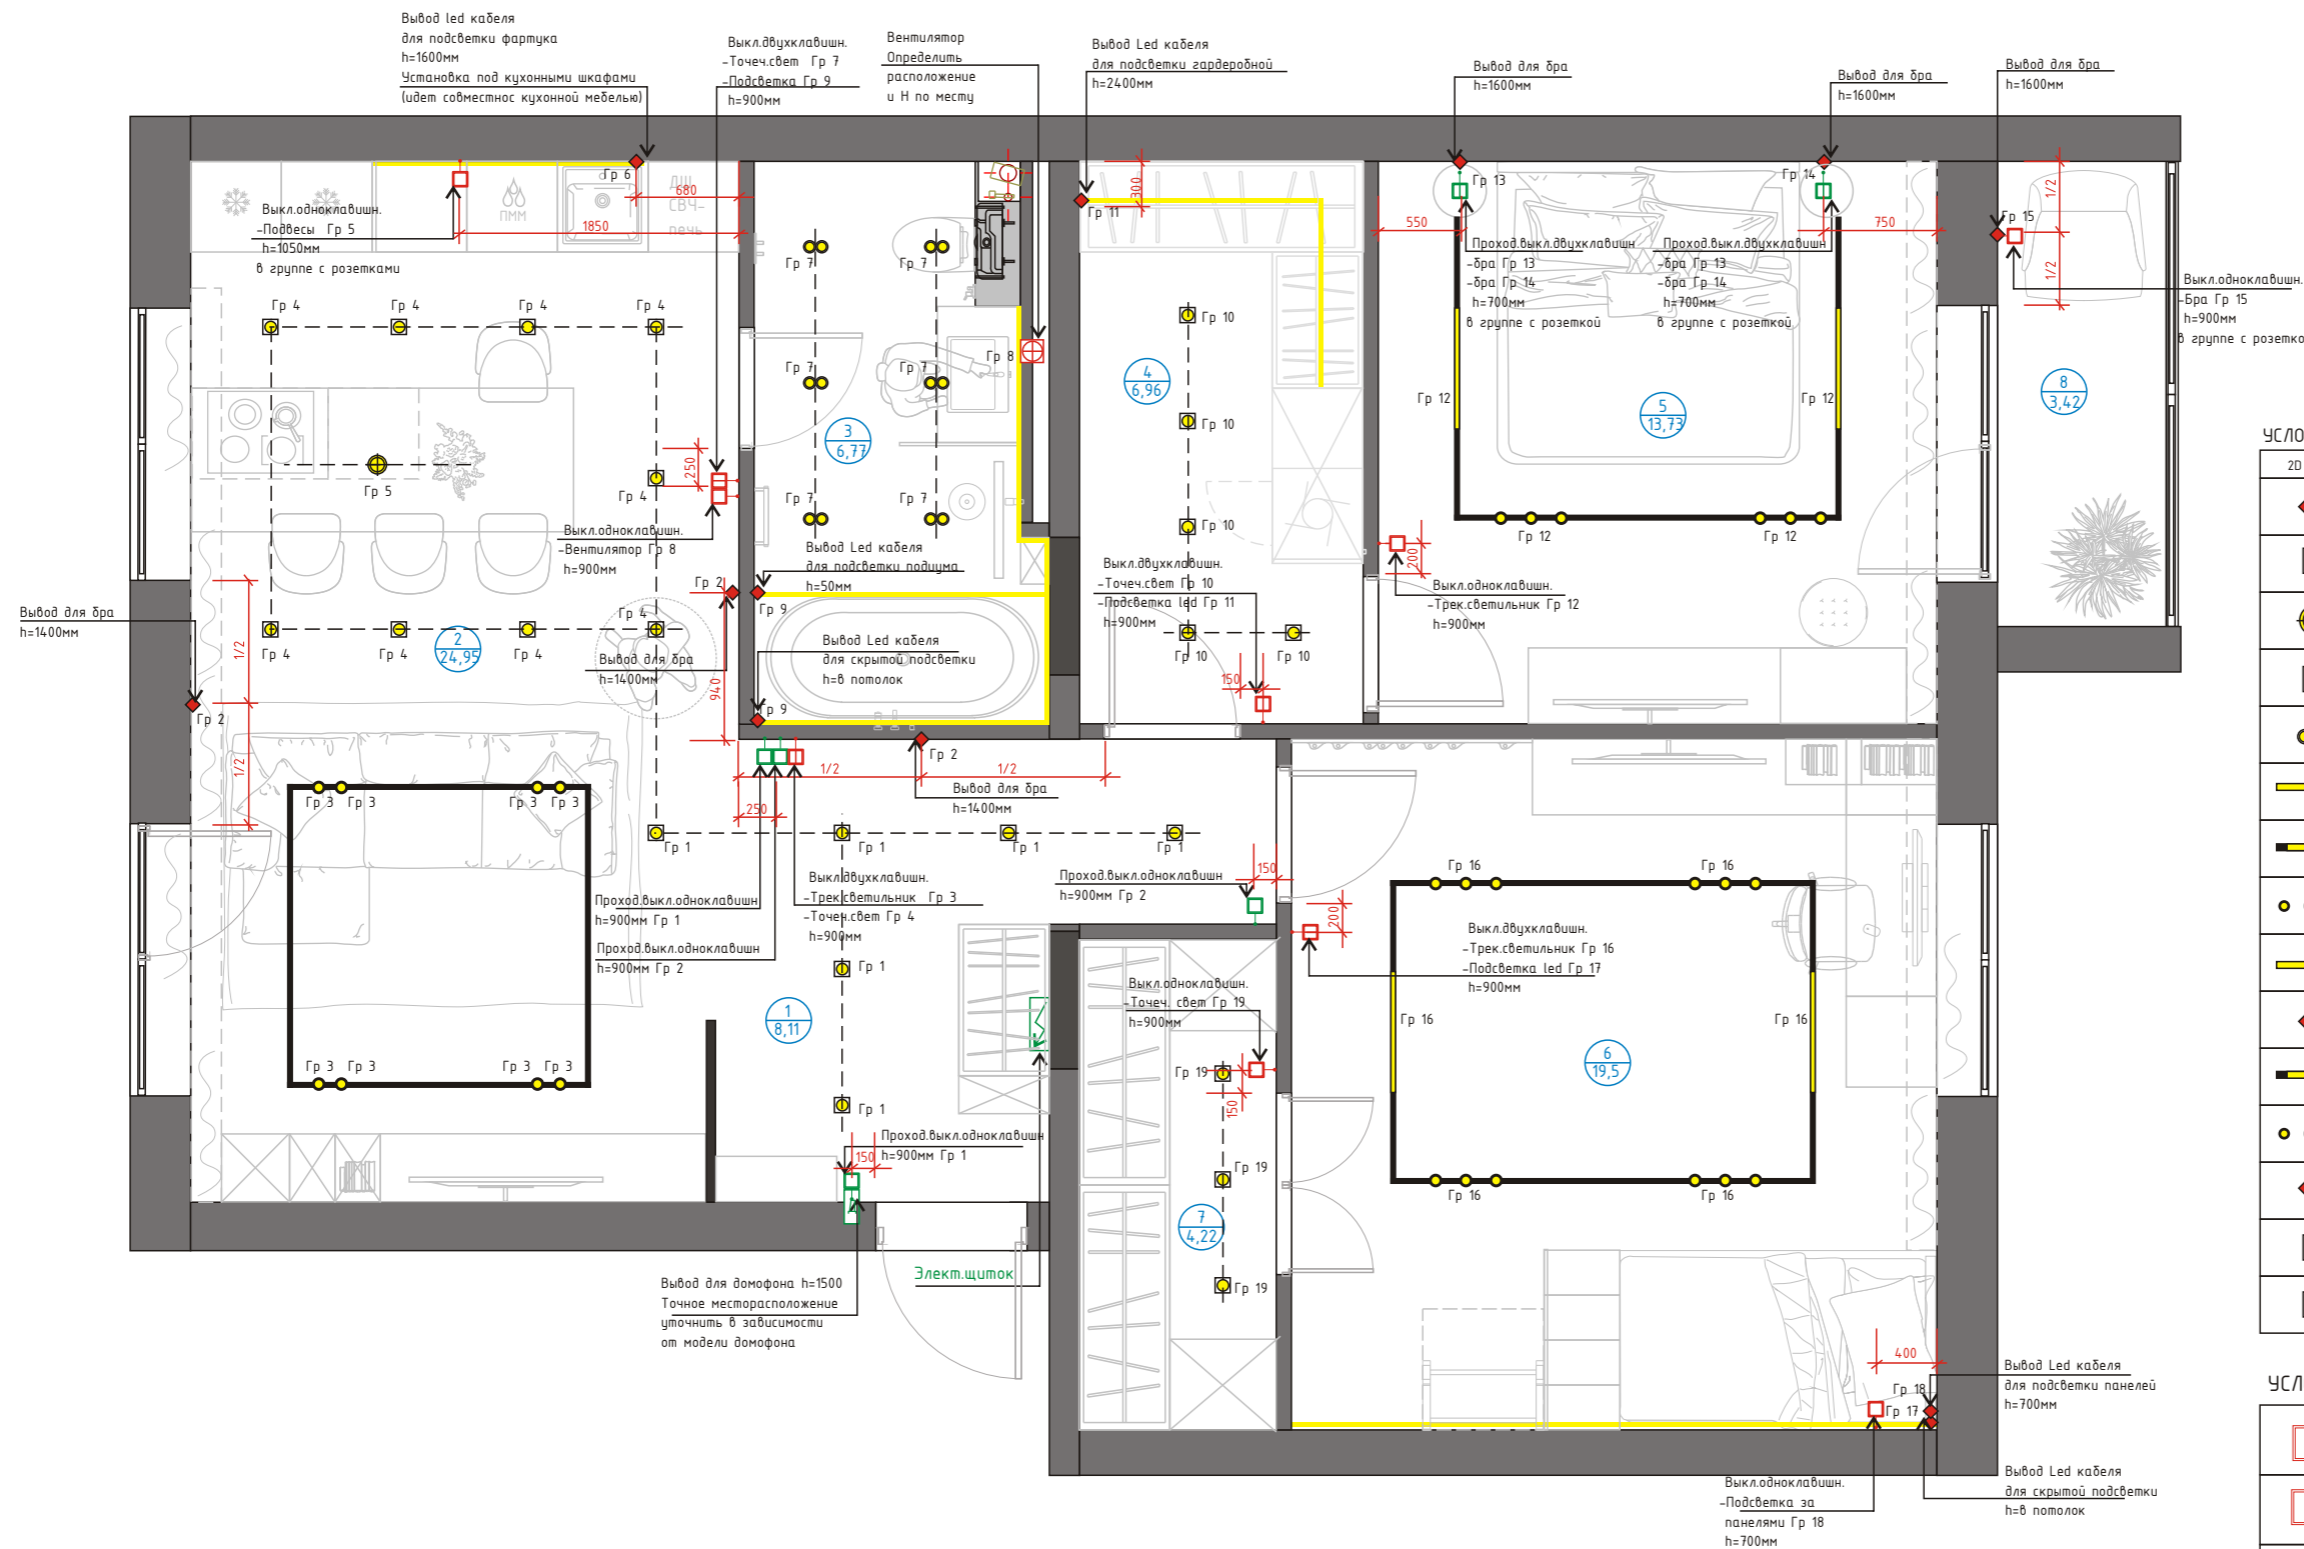 Вывод led кабеля
для подсветки фартука
h=1600мм
Установка под кухонными шкафами
(идет совместнос кухонной мебелью)
Выкл.двухклавишн.
-Точеч.свет Гр 7
-Подсветка Гр 9
h=900мм
Вентилятор
Определить
расположение
и Н по месту
Вывод Led кабеля
для подсветки гардеробной
h=2400мм
Вывод для бра
h=1600мм
Вывод для бра
h=1600мм
Вывод для бра
h=1600мм
Гр 6
680
ДШ
СВЧ-
печь
ПММ
1850
Выкл.одноклавишн.
-Подвесы Гр 5
h=1050мм
в группе с розетками
Гр 7
Гр 7
300
Гр 11
Гр 13
Гр 14
550
750
Гр 15
1/2
1/2
Проход.выкл.двухклавишн
-бра Гр 13
-бра Гр 14
h=700мм
в группе с розеткой
Проход.выкл.двухклавишн
-бра Гр 13
-бра Гр 14
h=700мм
в группе с розеткой
Выкл.одноклавишн.
-Бра Гр 15
h=900мм
в группе с розетко
Гр 4
Гр 4
Гр 4
Гр 4
Гр 10
Гр 8
Гр 7
Гр 7
4
6,96
Гр 12
Гр 12
5
13,73
8
3,42
3
6,77
Гр 10
УСЛО
2D
250
Гр 5
Гр 4
Гр 7
Гр 7
Гр 10
Гр 12
Гр 12
Выкл.одноклавишн.
-Вентилятор Гр 8
h=900мм
Вывод Led кабеля
для подсветки подиума
h=50мм
200
Выкл.двухклавишн.
-Точеч.свет Гр 10
-Подсветка led Гр 11
h=900мм
Выкл.одноклавишн.
-Трек.светильник Гр 12
h=900мм
Гр 2
Гр 9
Вывод для бра
h=1400мм
Гр 4
1/2
Гр 4
Гр 4
Гр 4
2
24,95
Вывод Led кабеля
для скрытой подсветки
h=в потолок
Вывод для бра
h=1400мм
Гр 10
Гр 10
150
940
Гр 9
Гр 2
1/2
Гр 2
1/2
1/2
Вывод для бра
h=1400мм
250
Гр 3
Гр 3
Гр 3
Гр 3
Гр 1
Гр 1
Гр 1
Гр 1
Выкл.двухклавишн.
-Трек.светильник Гр 3
-Точеч.свет Гр 4
h=900мм
Проход.выкл.одноклавишн
h=900мм Гр 1
Проход.выкл.одноклавишн
h=900мм Гр 2
Проход.выкл.одноклавишн
h=900мм Гр 2
150
200
Гр 16
Гр 16
Выкл.двухклавишн.
-Трек.светильник Гр 16
-Подсветка led Гр 17
h=900мм
Гр 1
Выкл.одноклавишн.
-Точеч. свет Гр 19
h=900мм
1
8,11
Гр 16
Гр 16
6
19,5
Гр 3
Гр 3
Гр 3
Гр 3
Гр 19
150
Гр 1
Проход.выкл.одноклавишн
h=900мм Гр 1
150
Гр 19
Гр 16
Гр 16
7
4,22
Гр 19
Элект.щиток
Вывод для домофона h=1500
Точное месторасположение
уточнить в зависимости
от модели домофона
400
Гр 18
Гр 17
Вывод Led кабеля
для подсветки панелей
h=700мм
УСЛ
Вывод Led кабеля
для скрытой подсветки
h=в потолок
Выкл.одноклавишн.
-Подсветка за
панелями Гр 18
h=700мм